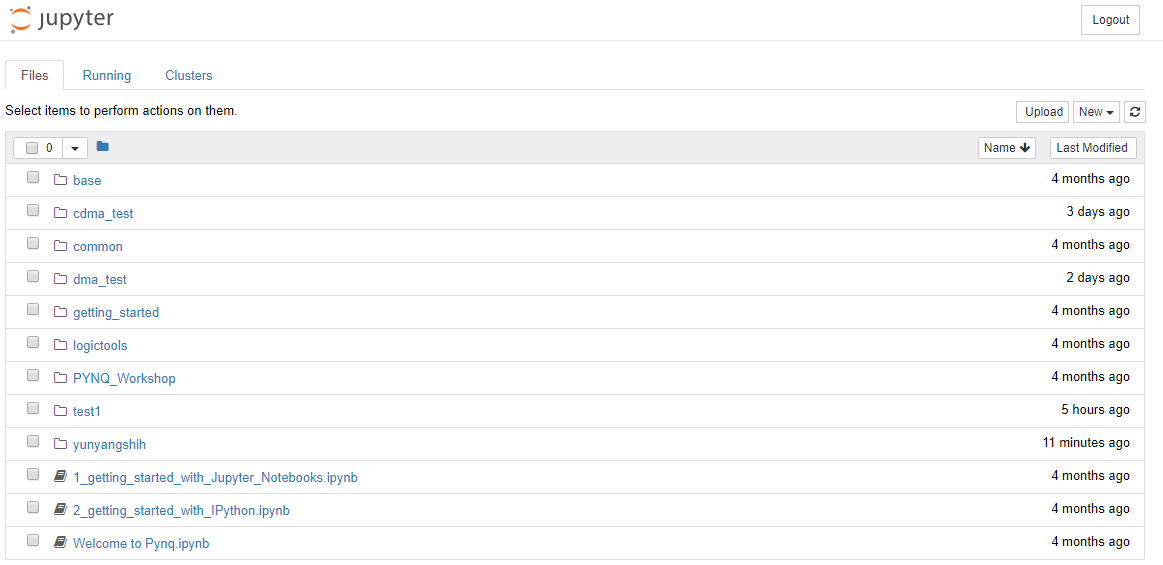 jupyter Logout
Files Running Clusters
Select items to perform actions on them. Upload New
0 Name Last Modified
base 4 months ago
cdma_test 3 days ago
common 4 months ago
dma_test 2 days ago
getting_started 4 months ago
logictools 4 months ago
PYNQ_Workshop 4 months ago
test1 5 hours ago
yunyangshih 11 minutes ago
1_getting_started_with_Jupyter_Notebooks.ipynb 4 months ago
2_getting_started_with_IPython.ipynb 4 months ago
Welcome to Pynq.ipynb 4 months ago